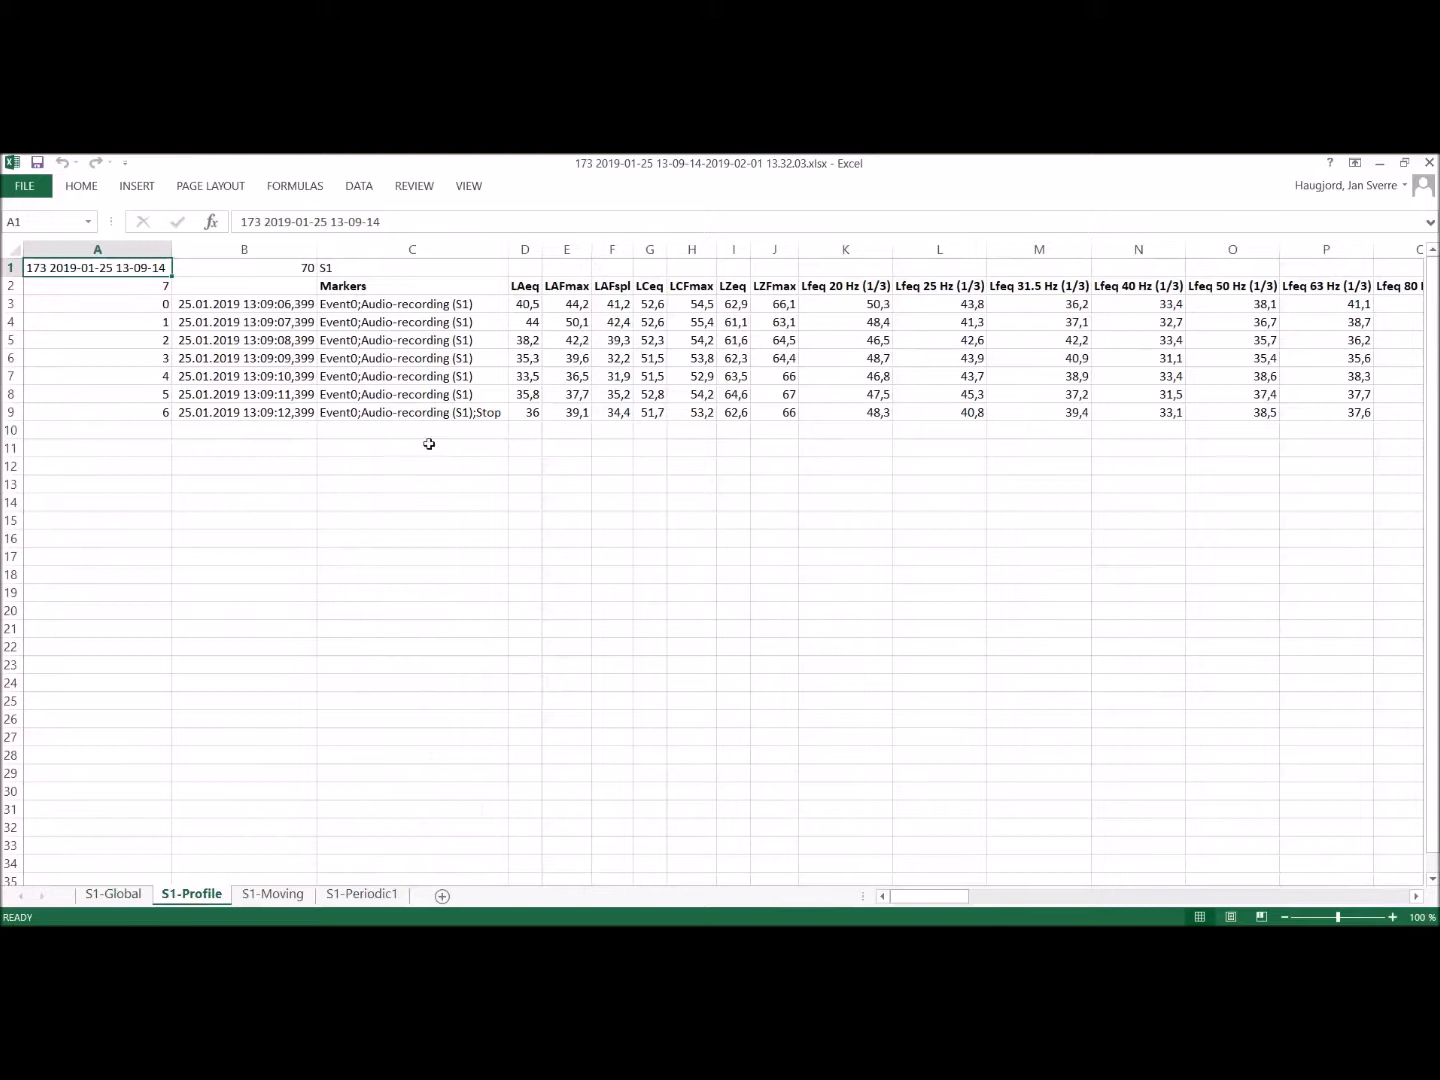 173 2019-01-25 13-09-14-2019-02-01 13.32.03.xlsx - Excel
FILE HOME INSERT PAGE LAYOUT FORMULAS DATA REVIEW VIEW Haugjord, Jan Sverre
A1 fx 173 2019-01-25 13-09-14
A B C D E F G H I J K L M N O P C
1 173 2019-01-25 13-09-14 70 S1
2 7 Markers LAeq LAFmax LAFspl LCeq LCFmax LZeq LZFmax Lfeq 20 Hz (1/3) Lfeq 25 Hz (1/3) Lfeq 31.5 Hz (1/3) Lfeq 40 Hz (1/3) Lfeq 50 Hz (1/3) Lfeq 63 Hz (1/3) Lfeq 80 H
3 0 25.01.2019 13:09:06,399 Event0;Audio-recording (S1) 40,5 44,2 41,2 52,6 54,5 62,9 66,1 50,3 43,8 36,2 33,4 38,1 41,1
4 1 25.01.2019 13:09:07,399 Event0;Audio-recording (S1) 44 50,1 42,4 52,6 55,4 61,1 63,1 48,4 41,3 37,1 32,7 36,7 38,7
5 2 25.01.2019 13:09:08,399 Event0;Audio-recording (S1) 38,2 42,2 39,3 52,3 54,2 61,6 64,5 46,5 42,6 42,2 33,4 35,7 36,2
6 3 25.01.2019 13:09:09,399 Event0;Audio-recording (S1) 35,3 39,6 32,2 51,5 53,8 62,3 64,4 48,7 43,9 40,9 31,1 35,4 35,6
7 4 25.01.2019 13:09:10,399 Event0;Audio-recording (S1) 33,5 36,5 31,9 51,5 52,9 63,5 66 46,8 43,7 38,9 33,4 38,6 38,3
8 5 25.01.2019 13:09:11,399 Event0;Audio-recording (S1) 35,8 37,7 35,2 52,8 54,2 64,6 67 47,5 45,3 37,2 31,5 37,4 37,7
9 6 25.01.2019 13:09:12,399 Event0;Audio-recording (S1);Stop 36 39,1 34,4 51,7 53,2 62,6 66 48,3 40,8 39,4 33,1 38,5 37,6
10
11
12
13
14
15
16
17
18
19
20
21
22
23
24
25
26
27
28
29
30
31
32
33
34
35
S1-Global S1-Profile S1-Moving S1-Periodic1
READY 100 %